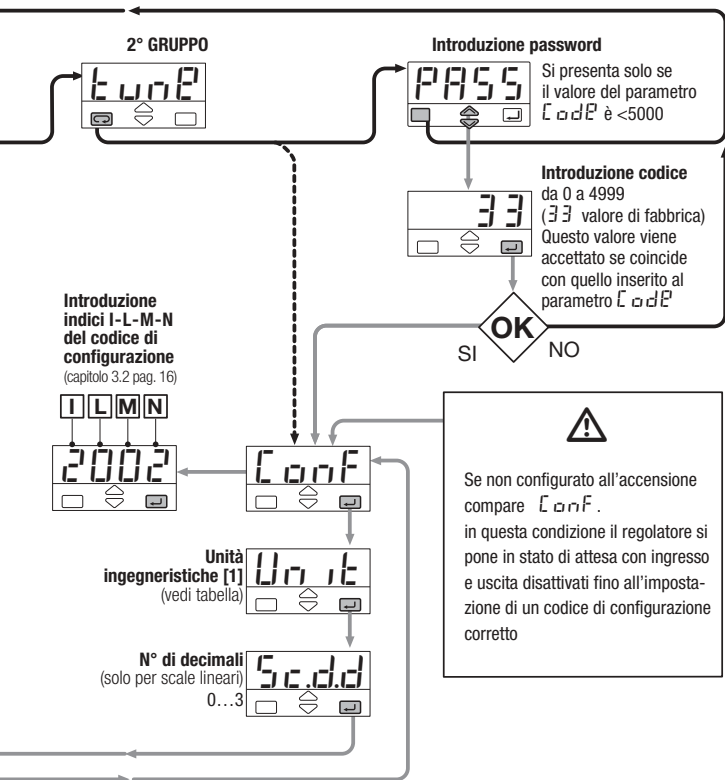 2° GRUPPO
tunE
Introduzione password
PASS
Si presenta solo se
il valore del parametro
CodE è <5000
33
Introduzione codice
da 0 a 4999
(33 valore di fabbrica)
Questo valore viene
accettato se coincide
con quello inserito al
parametro CodE
OK
SI
NO
Introduzione
indici I-L-M-N
del codice di
configurazione
(capitolo 3.2 pag. 16)
I L M N
2002
ConF
Unità
ingegneristiche [1]
(vedi tabella)
Unit
N° di decimali
(solo per scale lineari)
0...3
Sc.d.d
Se non configurato all'accensione
compare ConF.
in questa condizione il regolatore si
pone in stato di attesa con ingresso
e uscita disattivati fino all'imposta-
zione di un codice di configurazione
corretto